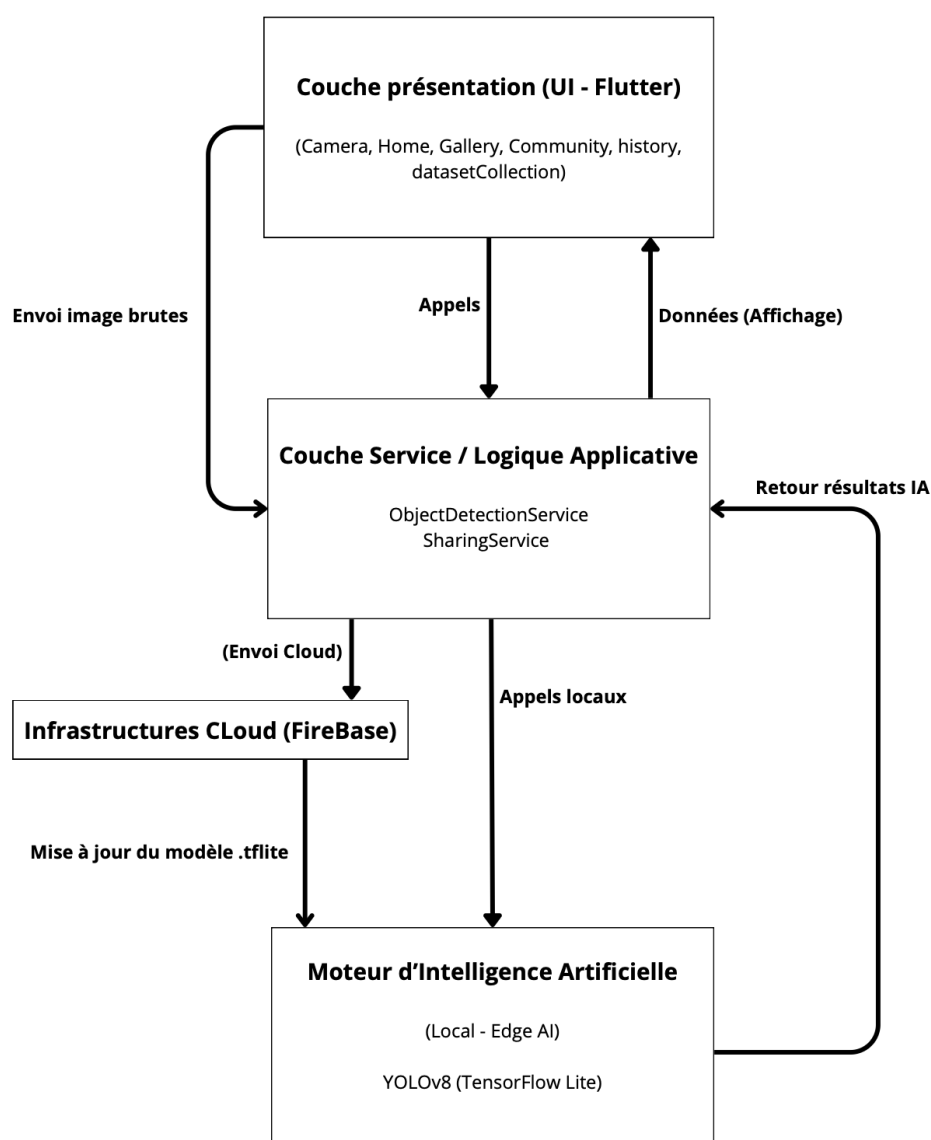 Couche présentation (UI - Flutter)
(Camera, Home, Gallery, Community, history,
datasetCollection)
Envoi image brutes
Appels
Données (Affichage)
Couche Service / Logique Applicative
ObjectDetectionService
SharingService
Retour résultats IA
(Envoi Cloud)
Appels locaux
Infrastructures CLoud (FireBase)
Mise à jour du modèle .tflite
Moteur d’Intelligence Artificielle
(Local - Edge AI)
YOLOv8 (TensorFlow Lite)